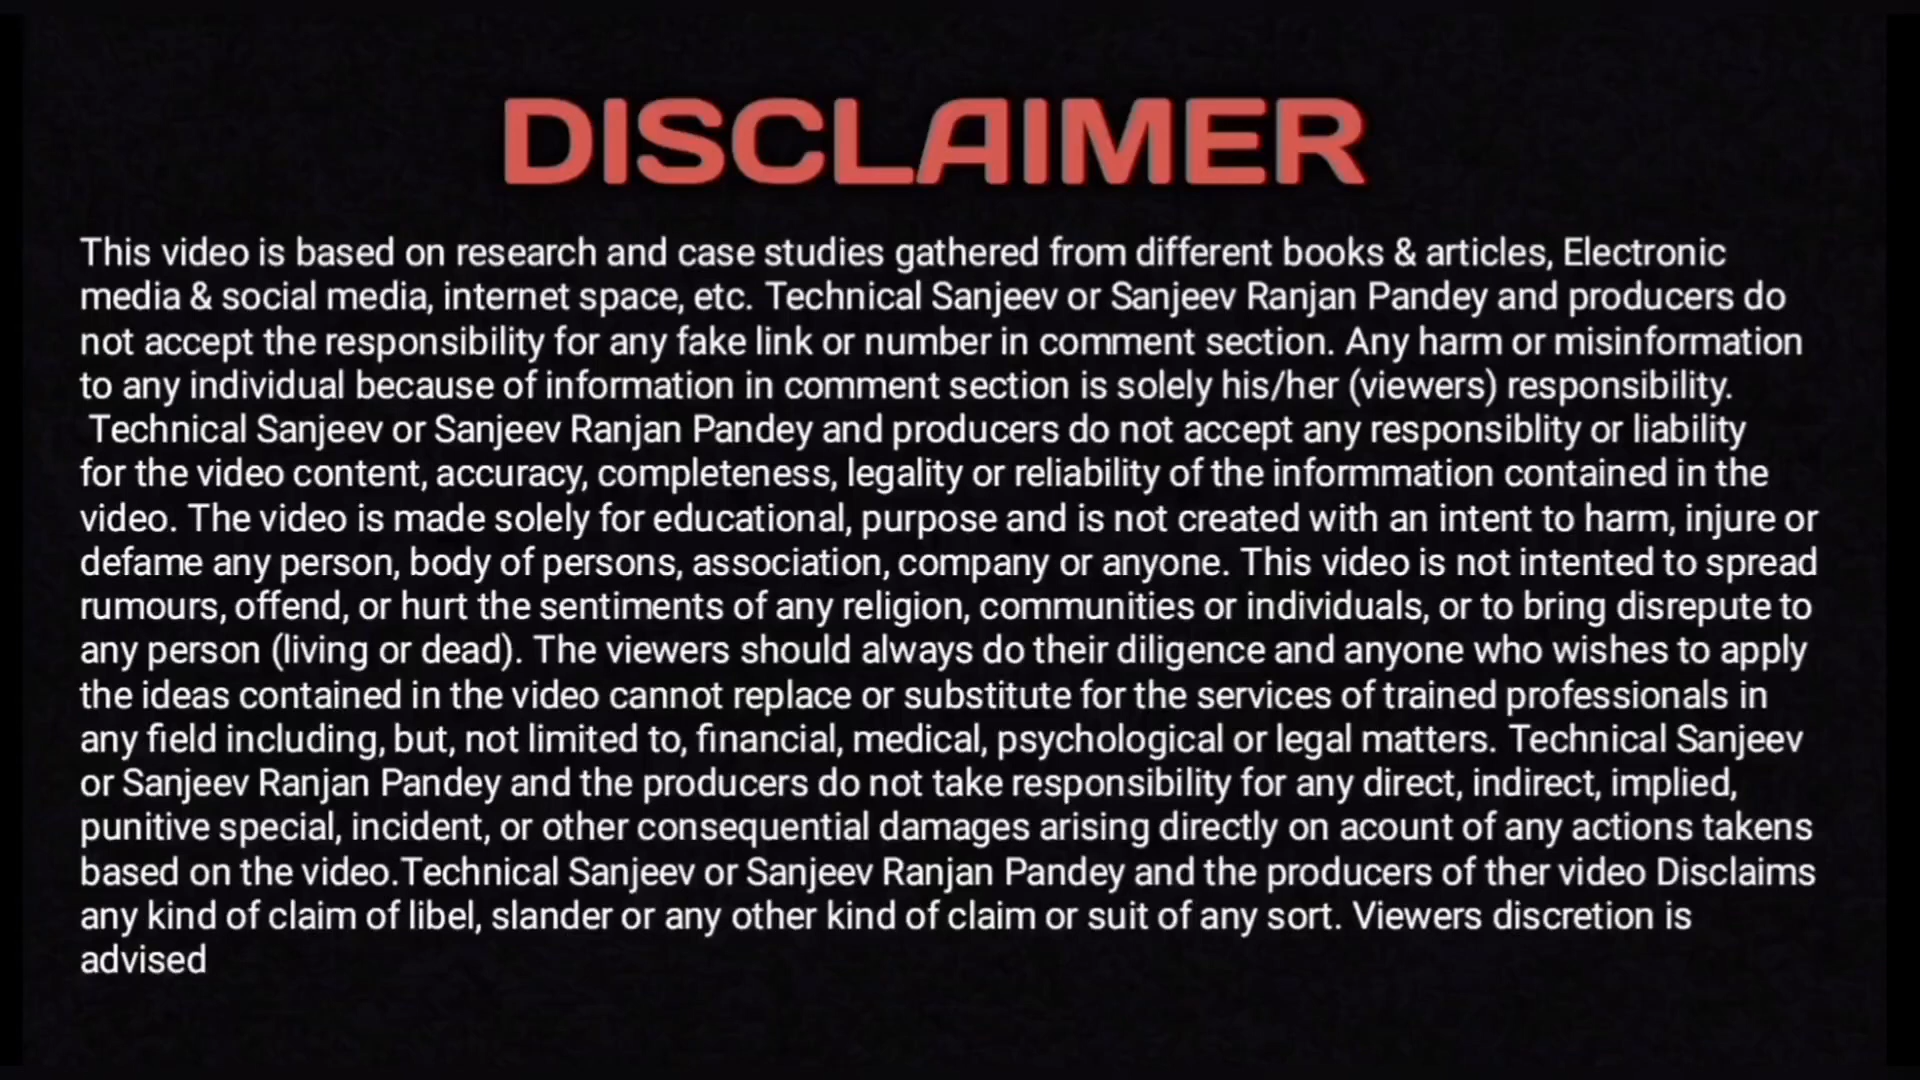 DISCLAIMER
This video is based on research and case studies gathered from different books & articles, Electronic
media & social media, internet space, etc. Technical Sanjeev or Sanjeev Ranjan Pandey and producers do
not accept the responsibility for any fake link or number in comment section. Any harm or misinformation
to any individual because of information in comment section is solely his/her (viewers) responsibility.
Technical Sanjeev or Sanjeev Ranjan Pandey and producers do not accept any responsiblity or liability
for the video content, accuracy, completeness, legality or reliability of the informmation contained in the
video. The video is made solely for educational, purpose and is not created with an intent to harm, injure or
defame any person, body of persons, association, company or anyone. This video is not intented to spread
rumours, offend, or hurt the sentiments of any religion, communities or individuals, or to bring disrepute to
any person (living or dead). The viewers should always do their diligence and anyone who wishes to apply
the ideas contained in the video cannot replace or substitute for the services of trained professionals in
any field including, but, not limited to, financial, medical, psychological or legal matters. Technical Sanjeev
or Sanjeev Ranjan Pandey and the producers do not take responsibility for any direct, indirect, implied,
punitive special, incident, or other consequential damages arising directly on acount of any actions takens
based on the video.Technical Sanjeev or Sanjeev Ranjan Pandey and the producers of ther video Disclaims
any kind of claim of libel, slander or any other kind of claim or suit of any sort. Viewers discretion is
advised